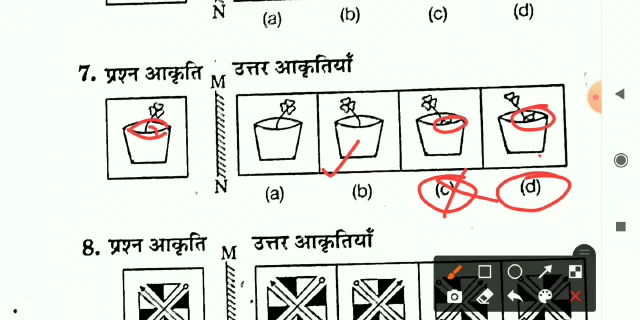 N
(a) (b) (c) (d)
7. प्रश्न आकृति M उत्तर आकृतियाँ
N
(a) (b) (c) (d)
8. प्रश्न आकृति M उत्तर आकृतियाँ